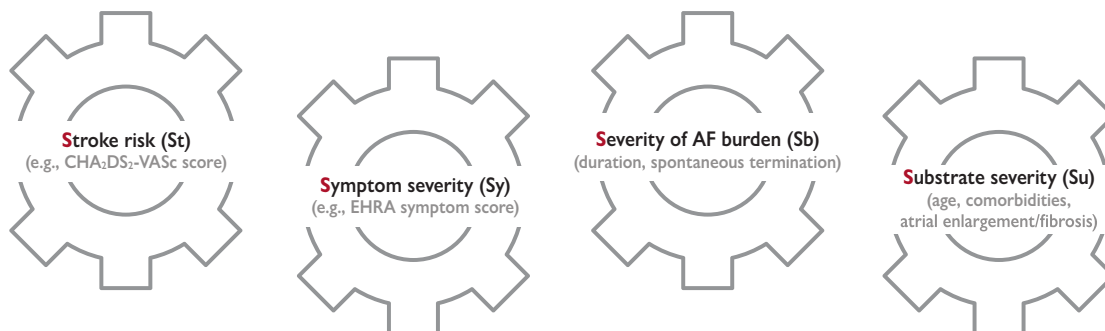 Stroke risk (St)
(e.g., CHA₂DS₂-VASc score)
Symptom severity (Sy)
(e.g., EHRA symptom score)
Severity of AF burden (Sb)
(duration, spontaneous termination)
Substrate severity (Su)
(age, comorbidities,
atrial enlargement/fibrosis)